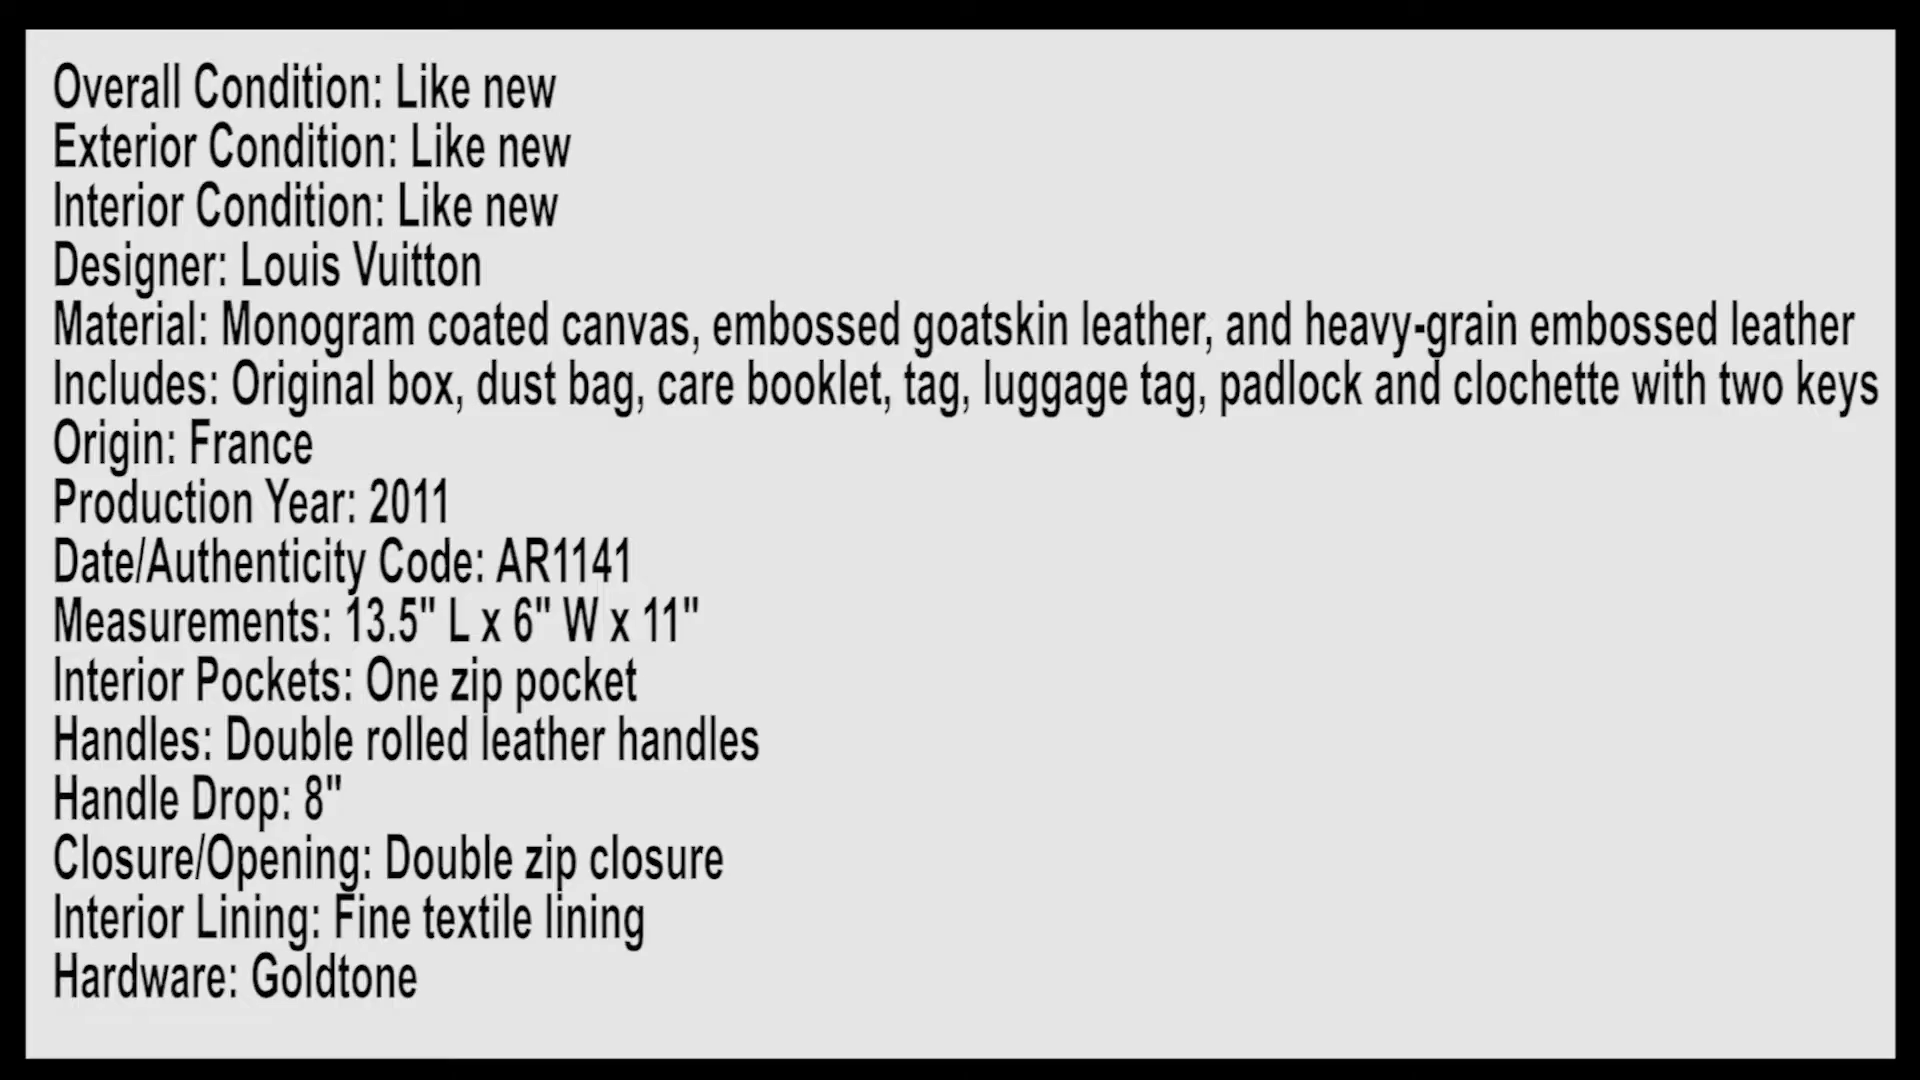 Overall Condition: Like new
Exterior Condition: Like new
Interior Condition: Like new
Designer: Louis Vuitton
Material: Monogram coated canvas, embossed goatskin leather, and heavy-grain embossed leather
Includes: Original box, dust bag, care booklet, tag, luggage tag, padlock and clochette with two keys
Origin: France
Production Year: 2011
Date/Authenticity Code: AR1141
Measurements: 13.5" L x 6" W x 11"
Interior Pockets: One zip pocket
Handles: Double rolled leather handles
Handle Drop: 8"
Closure/Opening: Double zip closure
Interior Lining: Fine textile lining
Hardware: Goldtone